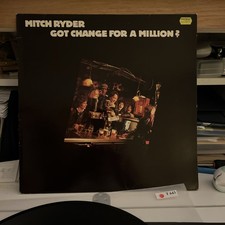 MITCH RYDER
GOT CHANGE FOR A MILLION?